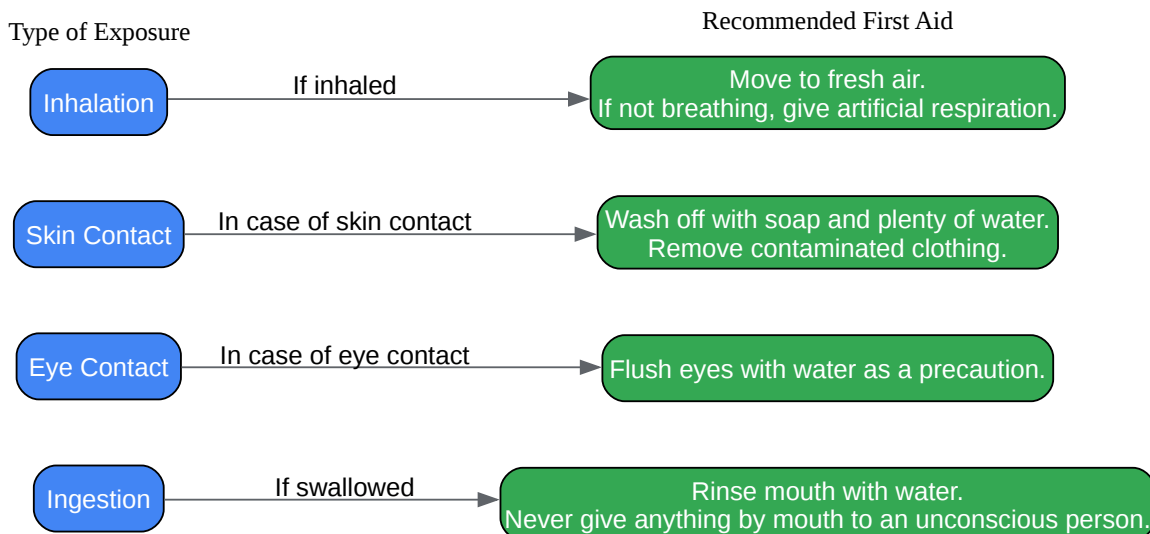 Type of Exposure
Recommended First Aid
Inhalation
If inhaled
Move to fresh air.
If not breathing, give artificial respiration.
Skin Contact
In case of skin contact
Wash off with soap and plenty of water.
Remove contaminated clothing.
Eye Contact
In case of eye contact
Flush eyes with water as a precaution.
Ingestion
If swallowed
Rinse mouth with water.
Never give anything by mouth to an unconscious person.